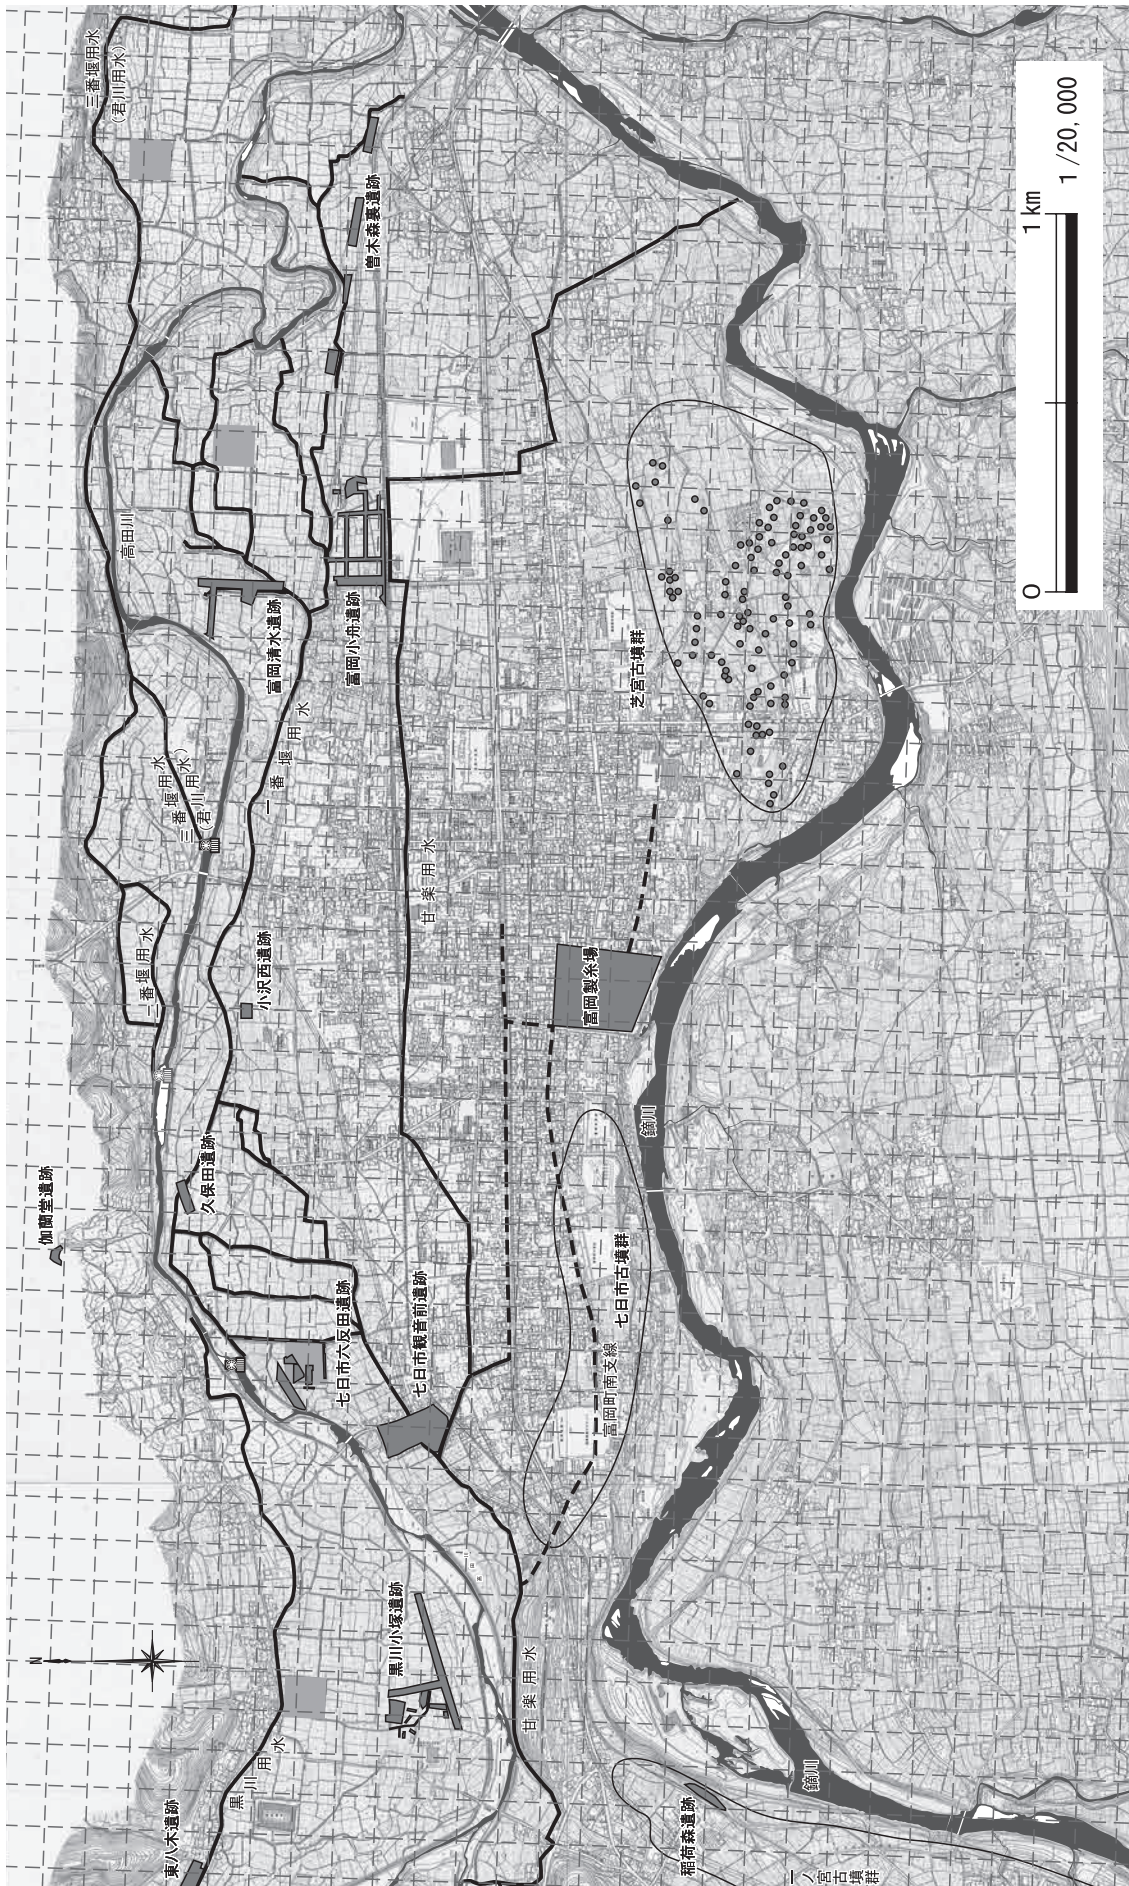 三番堰用水
（君川用水）
曽木森裏遺跡
1km
1/20,000
0
高田川
富岡清水遺跡
富岡小舟遺跡
一番堰用水
三番堰用水
（君川用水）
芝宮古墳群
甘楽用水
二番堰用水
小沢西遺跡
富岡製糸場
鏑川
久保田遺跡
伽蘭堂遺跡
七日市六反田遺跡
七日市観音前遺跡
七日市古墳群
富岡町南支線
N
黒川小塚遺跡
甘楽用水
黒川用水
東八木遺跡
稲荷森遺跡
鏑川
一ノ宮古墳群